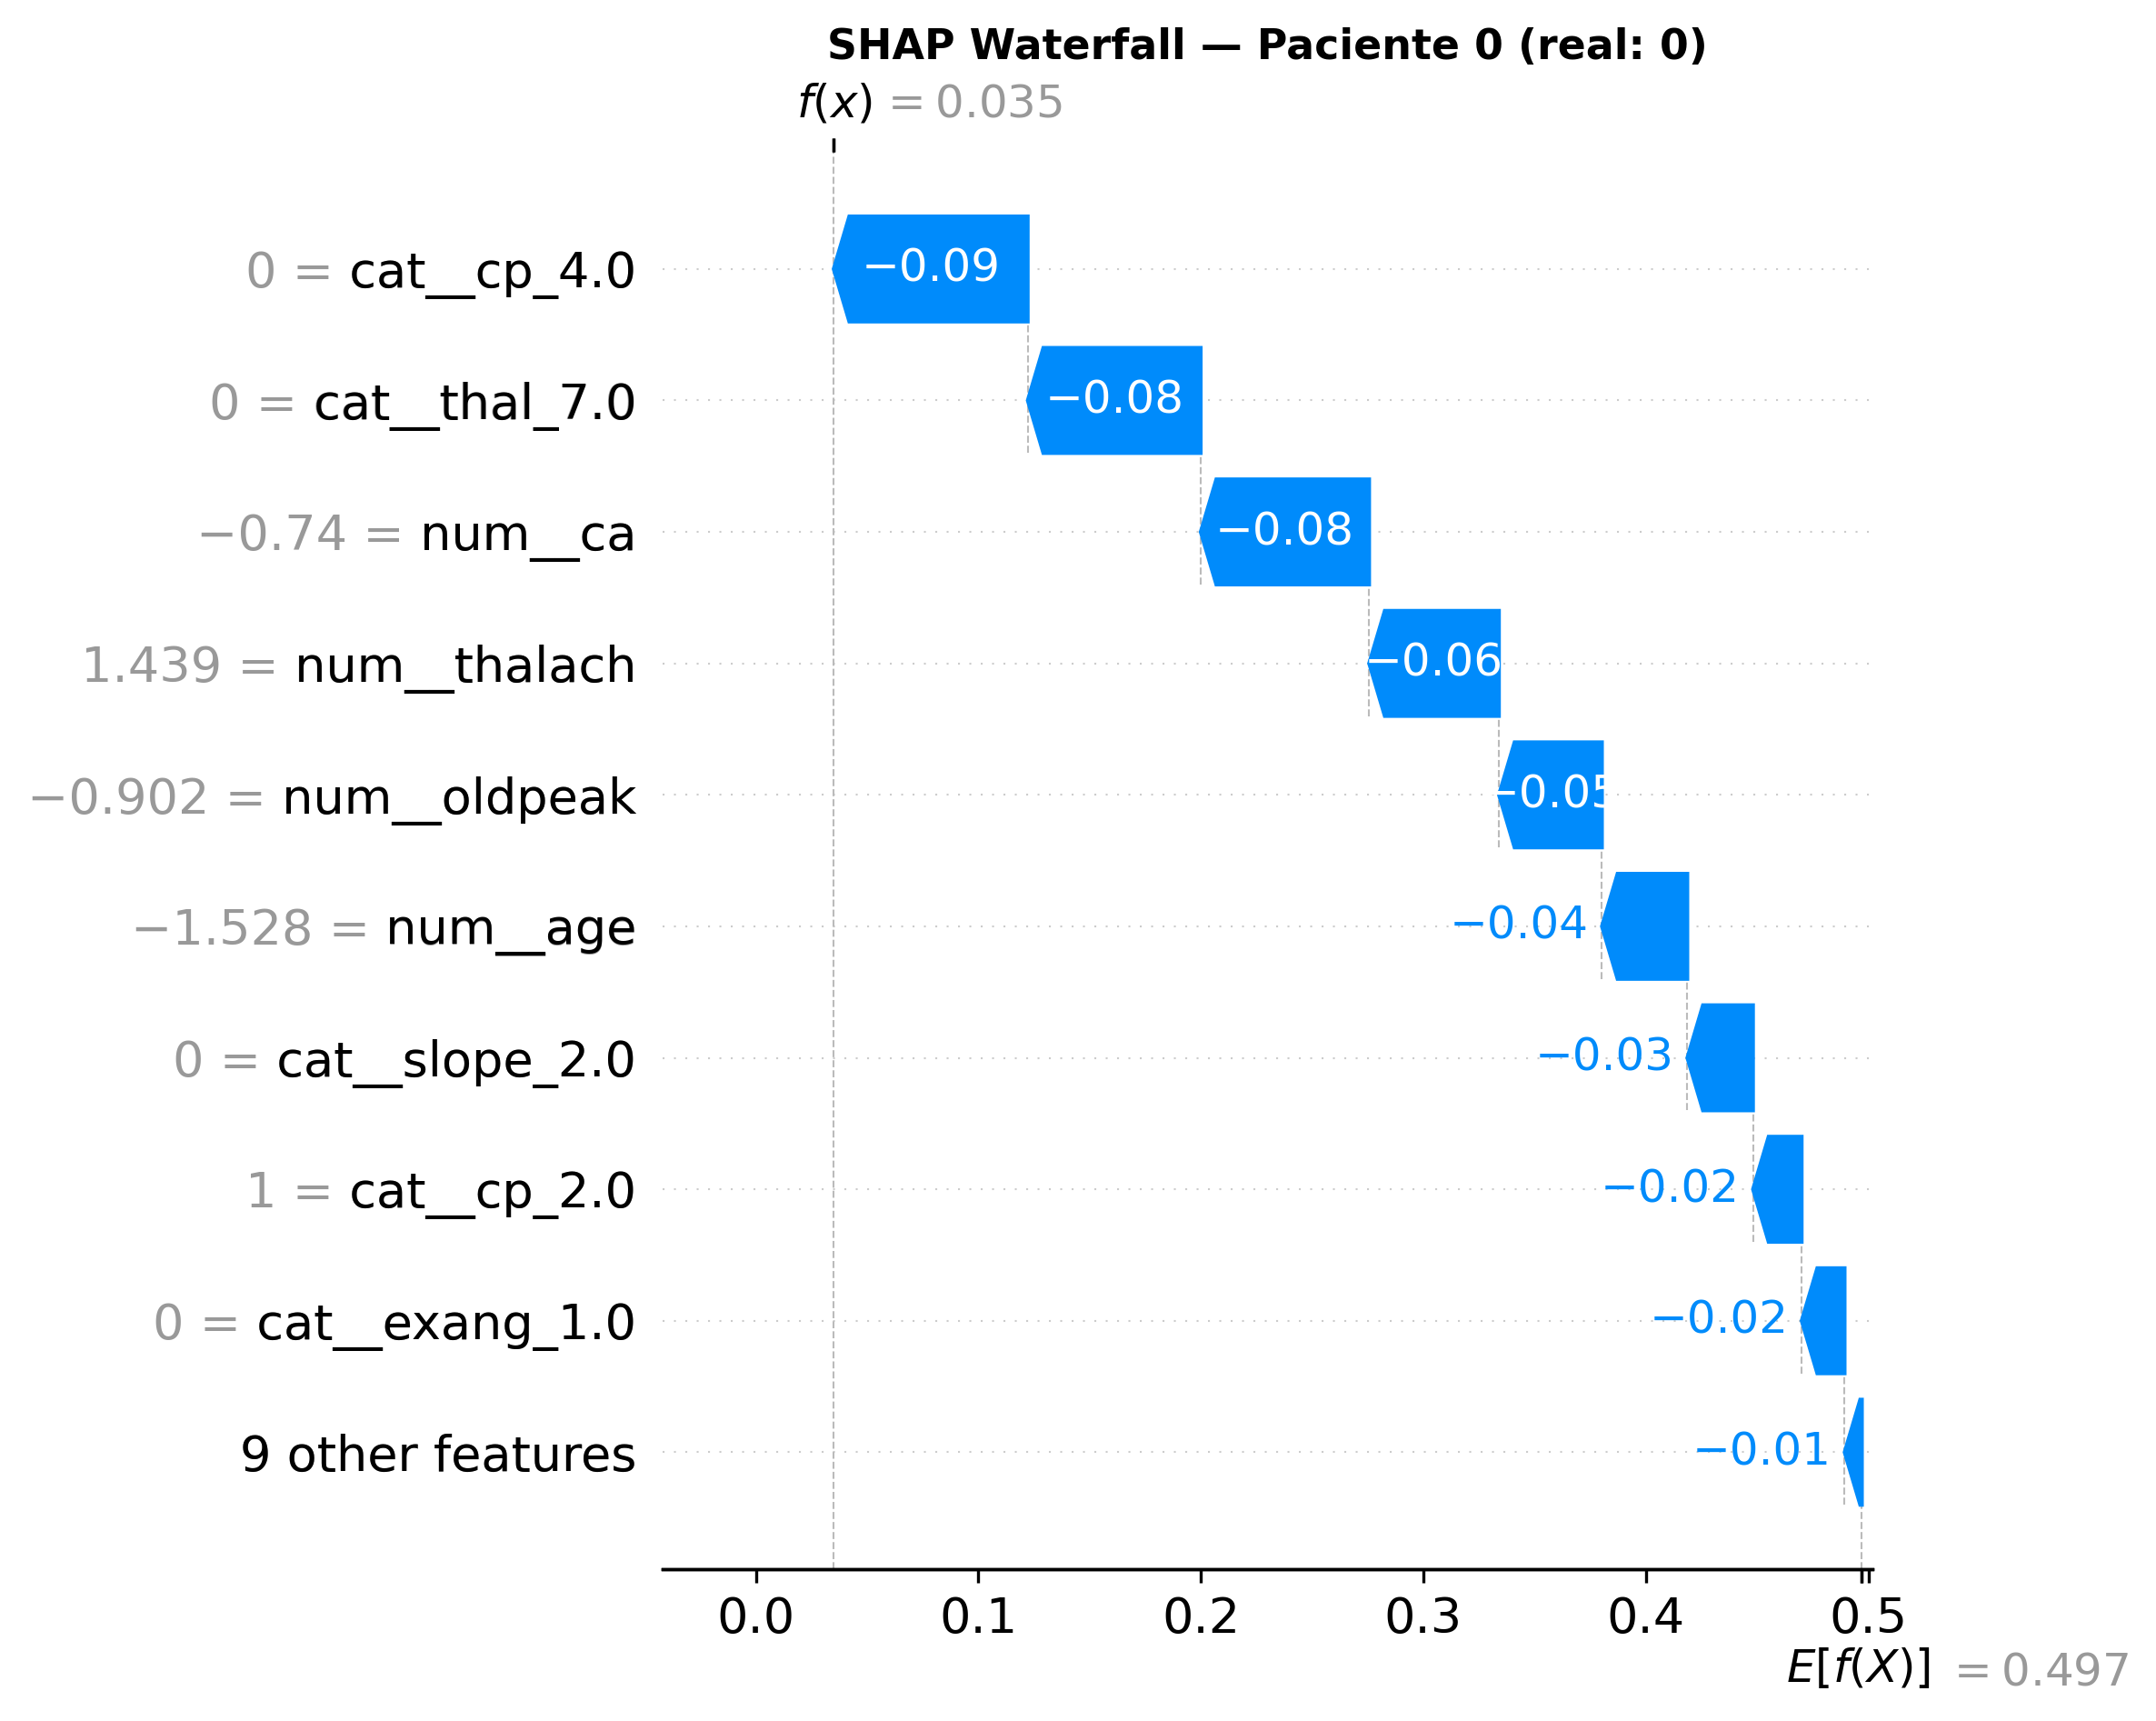 SHAP Waterfall — Paciente 0 (real: 0)
f(x) = 0.035
0 = cat__cp_4.0
−0.09
0 = cat__thal_7.0
−0.08
−0.74 = num__ca
−0.08
1.439 = num__thalach
−0.06
−0.902 = num__oldpeak
−0.05
−1.528 = num__age
−0.04
0 = cat__slope_2.0
−0.03
1 = cat__cp_2.0
−0.02
0 = cat__exang_1.0
−0.02
9 other features
−0.01
0.0 0.1 0.2 0.3 0.4 0.5
E[f(X)] = 0.497